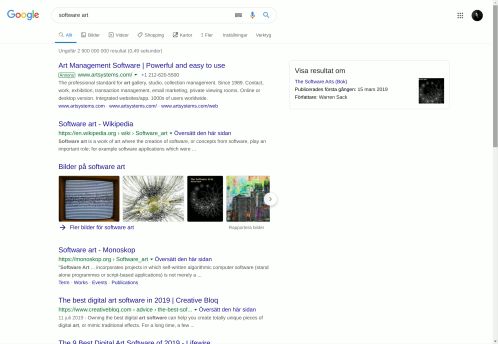 Google
software art
Alla Bilder Videor Shopping Kartor Fler Inställningar Verktyg
Ungefär 2 900 000 000 resultat (0,49 sekunder)
Art Management Software | Powerful and easy to use
Annons www.artsystems.com/ +1 212-620-5500
The professional standard for art gallery, studio, collection management. Since 1989. Contact,
work, exhibition, transaction management, email marketing, private viewing rooms. Online or
desktop version. Integrated websites/app. 1000s of users worldwide.
www.artsystems.com · www.artsystems.com/ · www.artsystems.com/web
Software art - Wikipedia
https://en.wikipedia.org › wiki › Software_art Översätt den här sidan
Software art is a work of art where the creation of software, or concepts from software, play an
important role; for example software applications which were ...
Bilder på software art
Fler bilder för software art
Rapportera bilder
Software art - Monoskop
https://monoskop.org › Software_art Översätt den här sidan
"Software Art ... incorporates projects in which self-written algorithmic computer software (stand
alone programmes or script-based applications) is not merely a ...
Term · Works · Events · Publications
The best digital art software in 2019 | Creative Bloq
https://www.creativebloq.com › advice › the-best-sof... Översätt den här sidan
11 juli 2019 - Owning the best digital art software can help you create totally unique pieces of
digital art, or mimic traditional effects. For a long time, a few ...
The 9 Best Digital Art Software of 2019 - Lifewire
Visa resultat om
The Software Arts (Bok)
Publicerades första gången: 15 mars 2019
Författare: Warren Sack